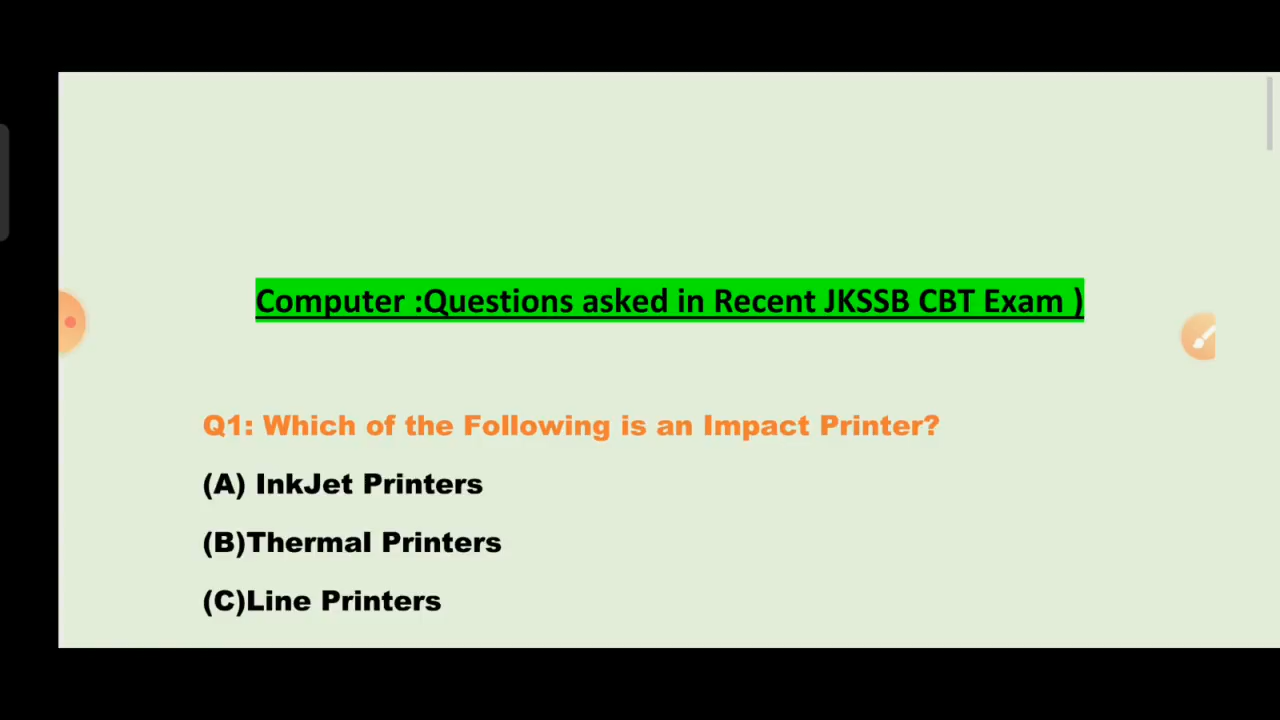 Computer :Questions asked in Recent JKSSB CBT Exam )
Q1: Which of the Following is an Impact Printer?
(A) InkJet Printers
(B)Thermal Printers
(C)Line Printers